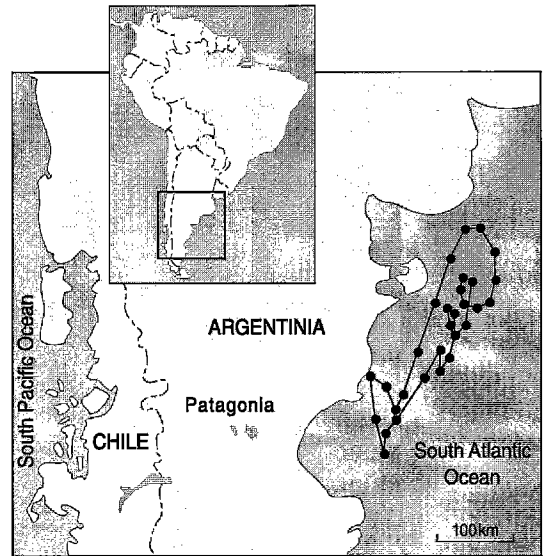 South Pacific Ocean
ARGENTINIA
Patagonia
CHILE
South Atlantic
Ocean
100km